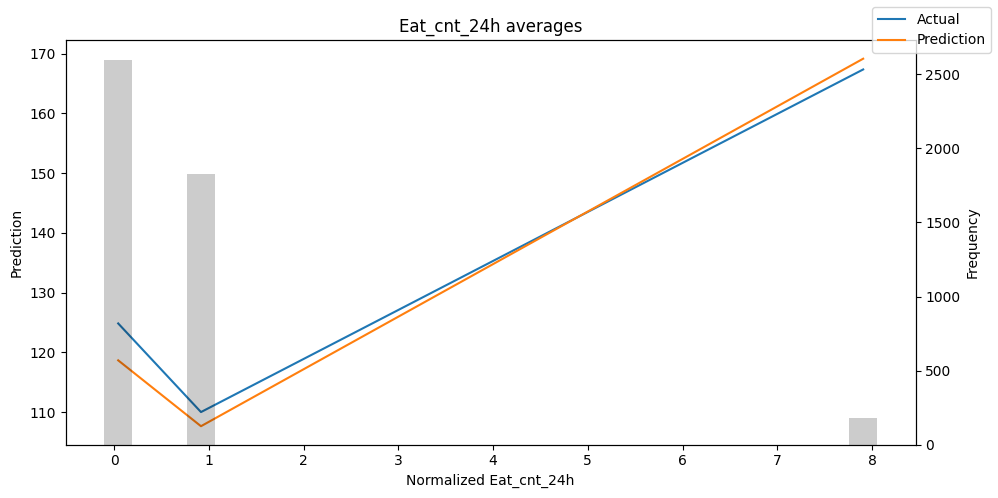 Eat_cnt_24h averages
Actual
Prediction
170
160
150
140
130
120
110
Prediction
2500
2000
1500
1000
500
0
Frequency
0 1 2 3 4 5 6 7 8
Normalized Eat_cnt_24h